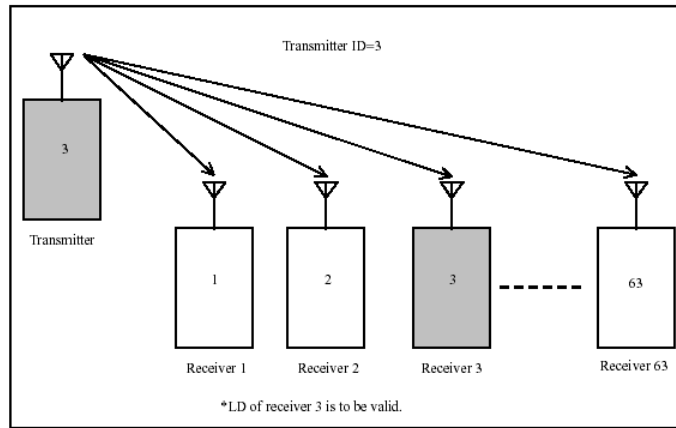 Transmitter ID=3
3
Transmitter
1
2
3
63
Receiver 1
Receiver 2
Receiver 3
Receiver 63
*LD of receiver 3 is to be valid.